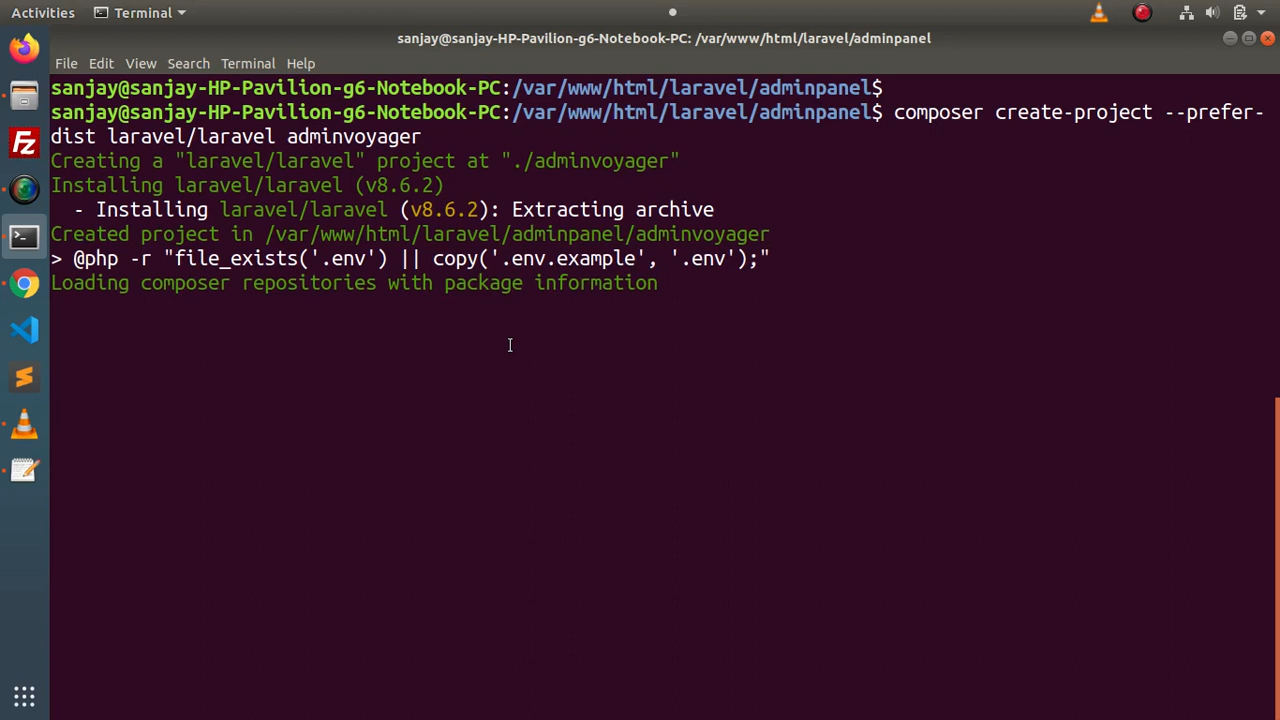 Activities Terminal
sanjay@sanjay-HP-Pavilion-g6-Notebook-PC: /var/www/html/laravel/adminpanel
File Edit View Search Terminal Help
sanjay@sanjay-HP-Pavilion-g6-Notebook-PC:/var/www/html/laravel/adminpanel$
sanjay@sanjay-HP-Pavilion-g6-Notebook-PC:/var/www/html/laravel/adminpanel$ composer create-project --prefer-
dist laravel/laravel adminvoyager
Creating a "laravel/laravel" project at "./adminvoyager"
Installing laravel/laravel (v8.6.2)
- Installing laravel/laravel (v8.6.2): Extracting archive
Created project in /var/www/html/laravel/adminpanel/adminvoyager
> @php -r "file_exists('.env') || copy('.env.example', '.env');"
Loading composer repositories with package information
Fz